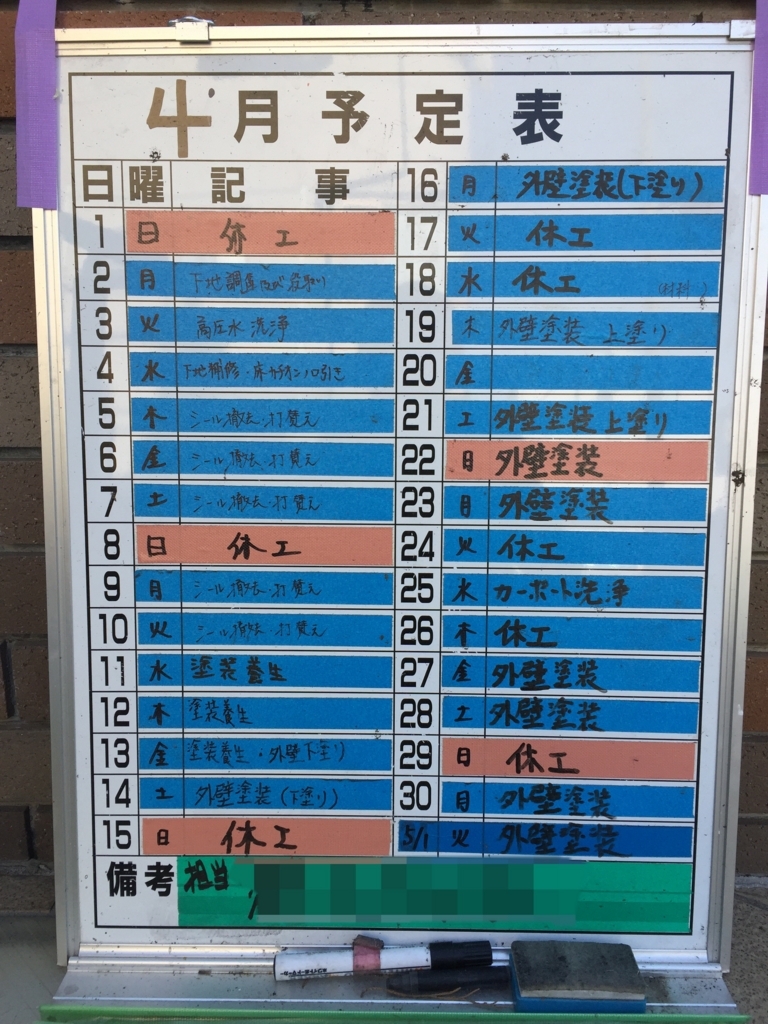 4月予定表
日 曜 記事
1 日 休工
2 月 下地調査及び段取り
3 火 高圧水洗浄
4 水 下地補修・床
5 木 シール撤去・打替え
6 金 シール撤去・打替え
7 土 シール撤去・打替え
8 日 休工
9 月 シール撤去・打替え
10 火 シール撤去・打替え
11 水 塗装養生
12 木 塗装養生
13 金 塗装養生・外壁下塗り
14 土 外壁塗装(下塗り)
15 日 休工
16 月 外壁塗装(下塗り)
17 火 休工
18 水 休工 (材料)
19 木 外壁塗装 上塗り
20 金
21 土 外壁塗装 上塗り
22 日 外壁塗装
23 月 外壁塗装
24 火 休工
25 水 カーポート洗浄
26 木 休工
27 金 外壁塗装
28 土 外壁塗装
29 日 休工
30 月 外壁塗装
5/1 火 外壁塗装
備考 担当